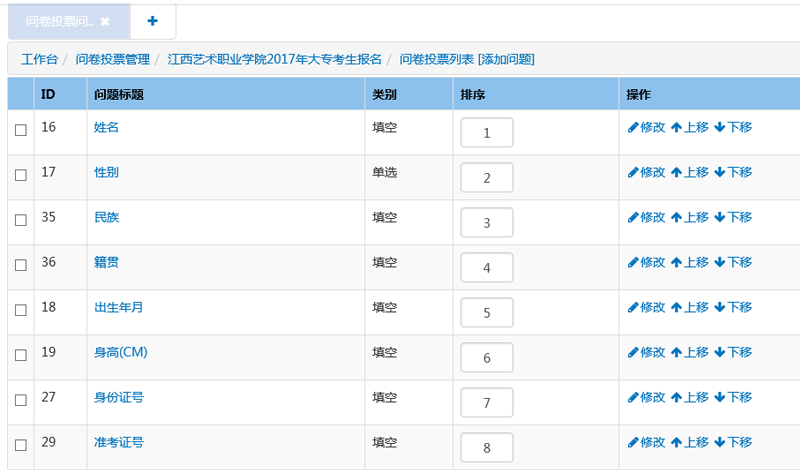 问卷投票问.. ✖ +
工作台 / 问卷投票管理 / 江西艺术职业学院2017年大专考生报名 / 问卷投票列表 [添加问题]
ID 问题标题 类别 排序 操作
16 姓名 填空 1 修改 上移 下移
17 性别 单选 2 修改 上移 下移
35 民族 填空 3 修改 上移 下移
36 籍贯 填空 4 修改 上移 下移
18 出生年月 填空 5 修改 上移 下移
19 身高(CM) 填空 6 修改 上移 下移
27 身份证号 填空 7 修改 上移 下移
29 准考证号 填空 8 修改 上移 下移